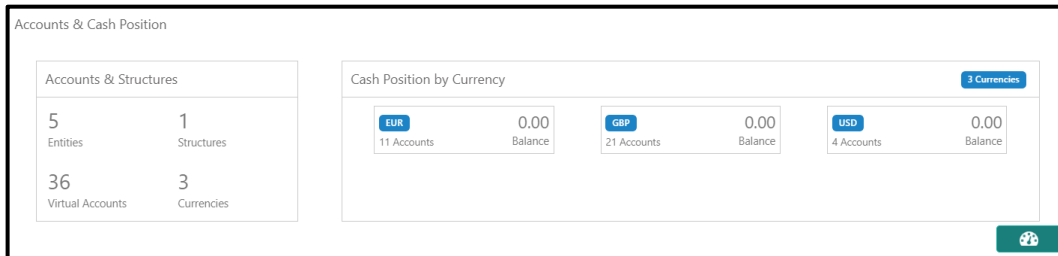 Accounts & Cash Position
Accounts & Structures
5
Entities
1
Structures
36
Virtual Accounts
3
Currencies
Cash Position by Currency
3 Currencies
EUR
11 Accounts
0.00
Balance
GBP
21 Accounts
0.00
Balance
USD
4 Accounts
0.00
Balance